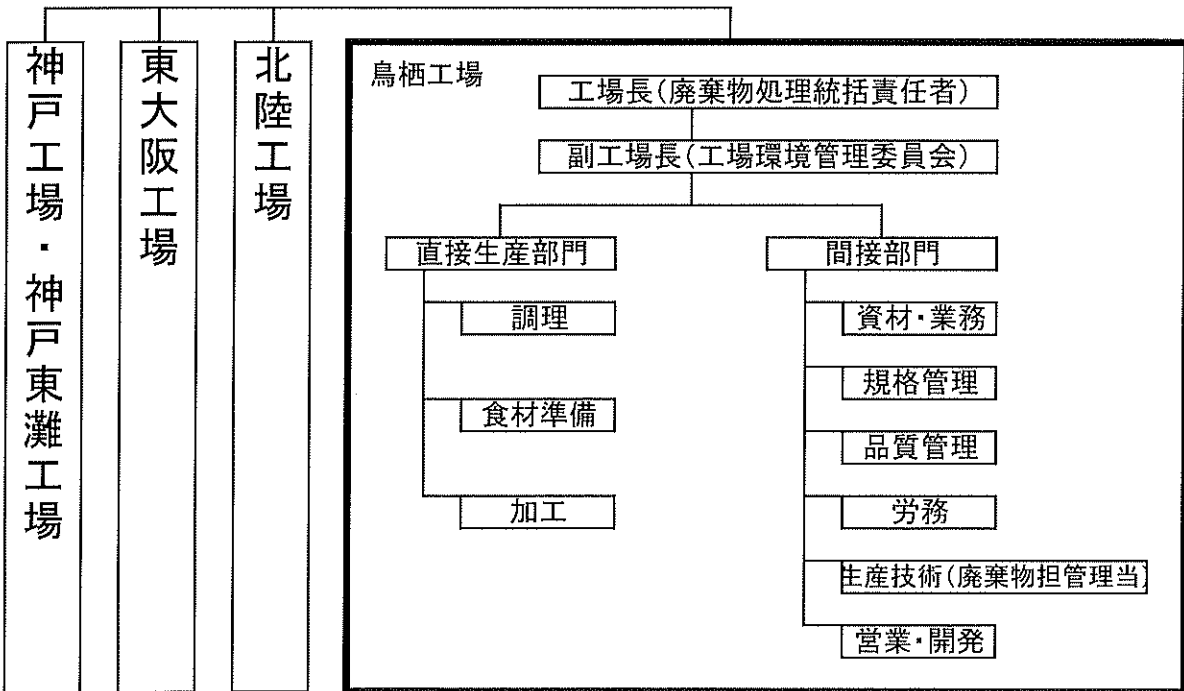 神戸工場・神戸東灘工場
東大阪工場
北陸工場
鳥栖工場
工場長(廃棄物処理統括責任者)
副工場長(工場環境管理委員会)
直接生産部門
調理
食材準備
加工
間接部門
資材・業務
規格管理
品質管理
労務
生産技術(廃棄物担管理当)
営業・開発